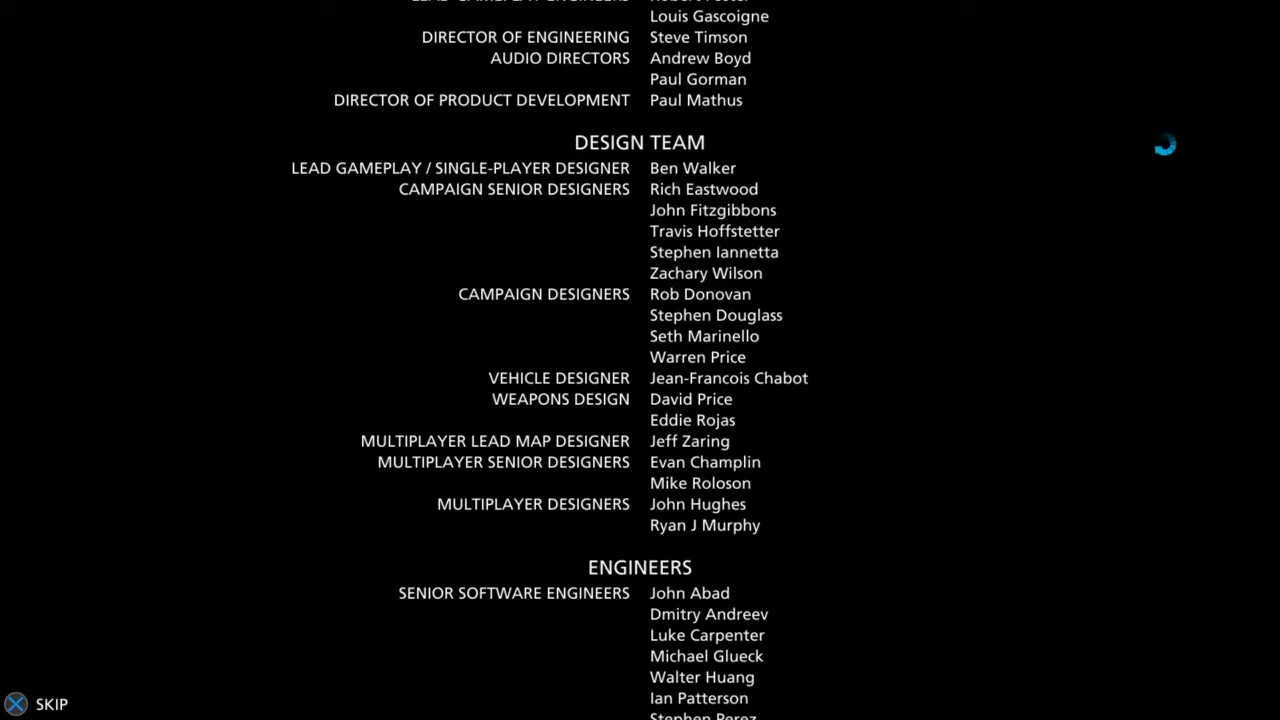 Louis Gascoigne
DIRECTOR OF ENGINEERING Steve Timson
AUDIO DIRECTORS Andrew Boyd
Paul Gorman
DIRECTOR OF PRODUCT DEVELOPMENT Paul Mathus
DESIGN TEAM
LEAD GAMEPLAY / SINGLE-PLAYER DESIGNER Ben Walker
CAMPAIGN SENIOR DESIGNERS Rich Eastwood
John Fitzgibbons
Travis Hoffstetter
Stephen Iannetta
Zachary Wilson
CAMPAIGN DESIGNERS Rob Donovan
Stephen Douglass
Seth Marinello
Warren Price
VEHICLE DESIGNER Jean-Francois Chabot
WEAPONS DESIGN David Price
Eddie Rojas
MULTIPLAYER LEAD MAP DESIGNER Jeff Zaring
MULTIPLAYER SENIOR DESIGNERS Evan Champlin
Mike Roloson
MULTIPLAYER DESIGNERS John Hughes
Ryan J Murphy
ENGINEERS
SENIOR SOFTWARE ENGINEERS John Abad
Dmitry Andreev
Luke Carpenter
Michael Glueck
Walter Huang
Ian Patterson
Stephen Perez
SKIP